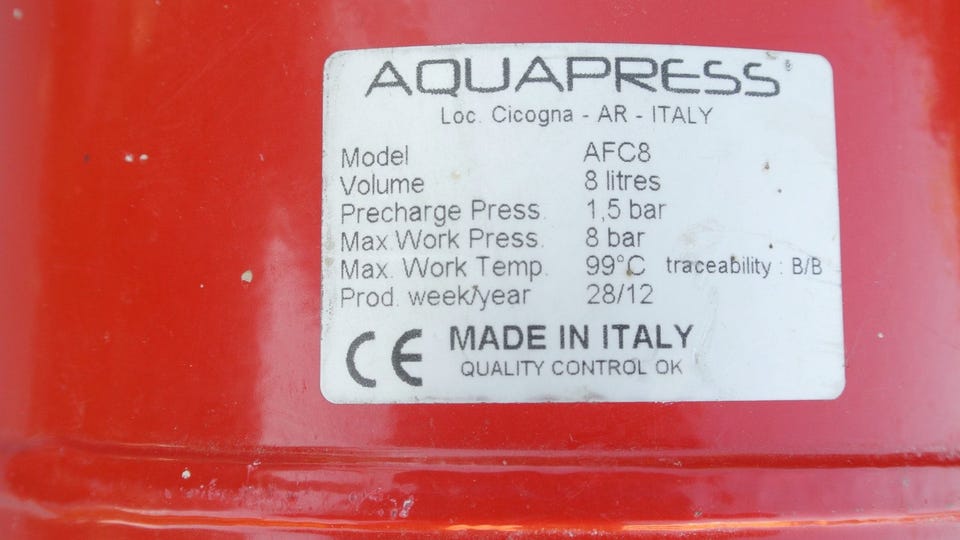 AQUAPRESS
Loc. Cicogna - AR - ITALY
Model AFC8
Volume 8 litres
Precharge Press. 1,5 bar
Max Work Press. 8 bar
Max. Work Temp. 99°C traceability : B/B
Prod. week/year 28/12
CE MADE IN ITALY
QUALITY CONTROL OK